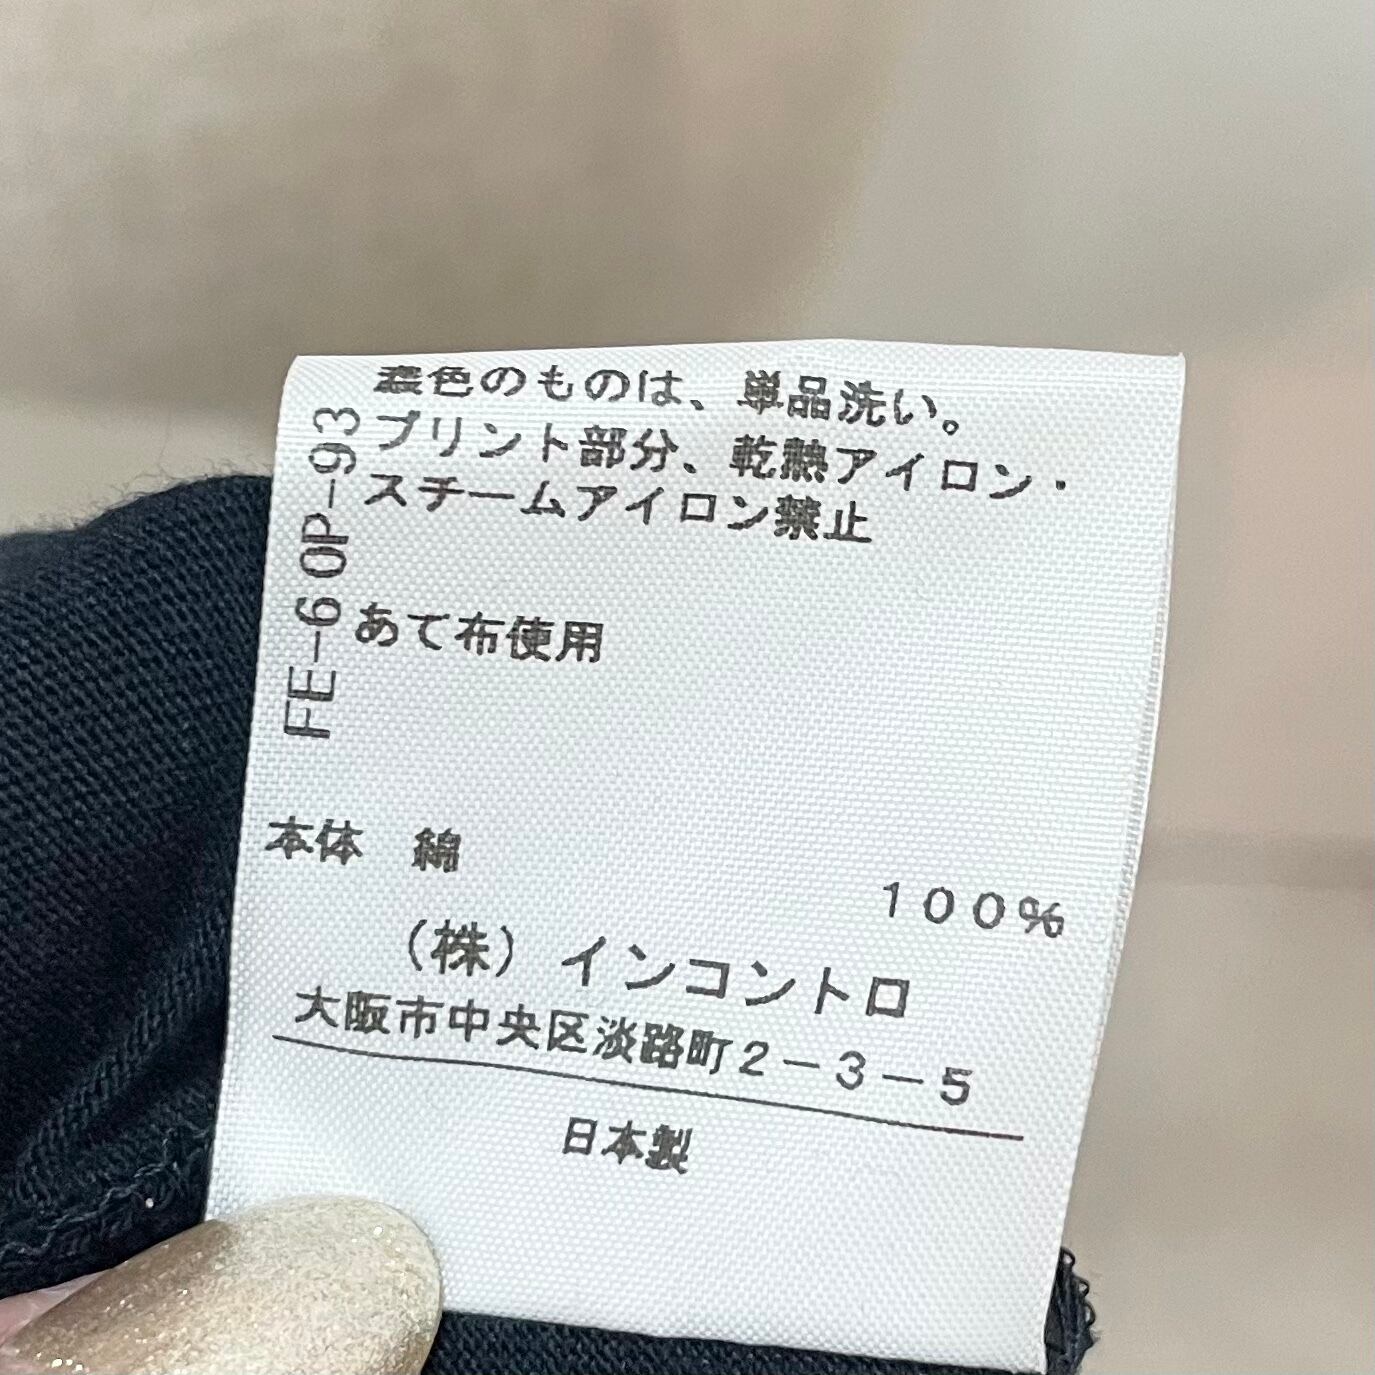 濃色のものは、単品洗い。
プリント部分、乾熱アイロン・
スチームアイロン禁止
あて布使用
FE-6OP-93
本体 綿
100%
(株)インコントロ
大阪市中央区淡路町2-3-5
日本製